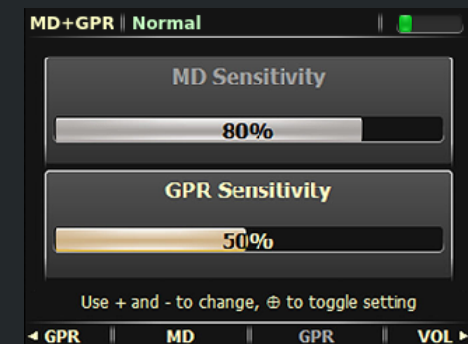 MD+GPR Normal
MD Sensitivity
80%
GPR Sensitivity
50%
Use + and - to change, ⊕ to toggle setting
◄ GPR MD GPR VOL ►